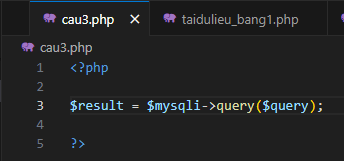 cau3.php × taidulieu_bang1.php
cau3.php
1 <?php
2
3 $result = $mysqli->query($query);
4
5 ?>